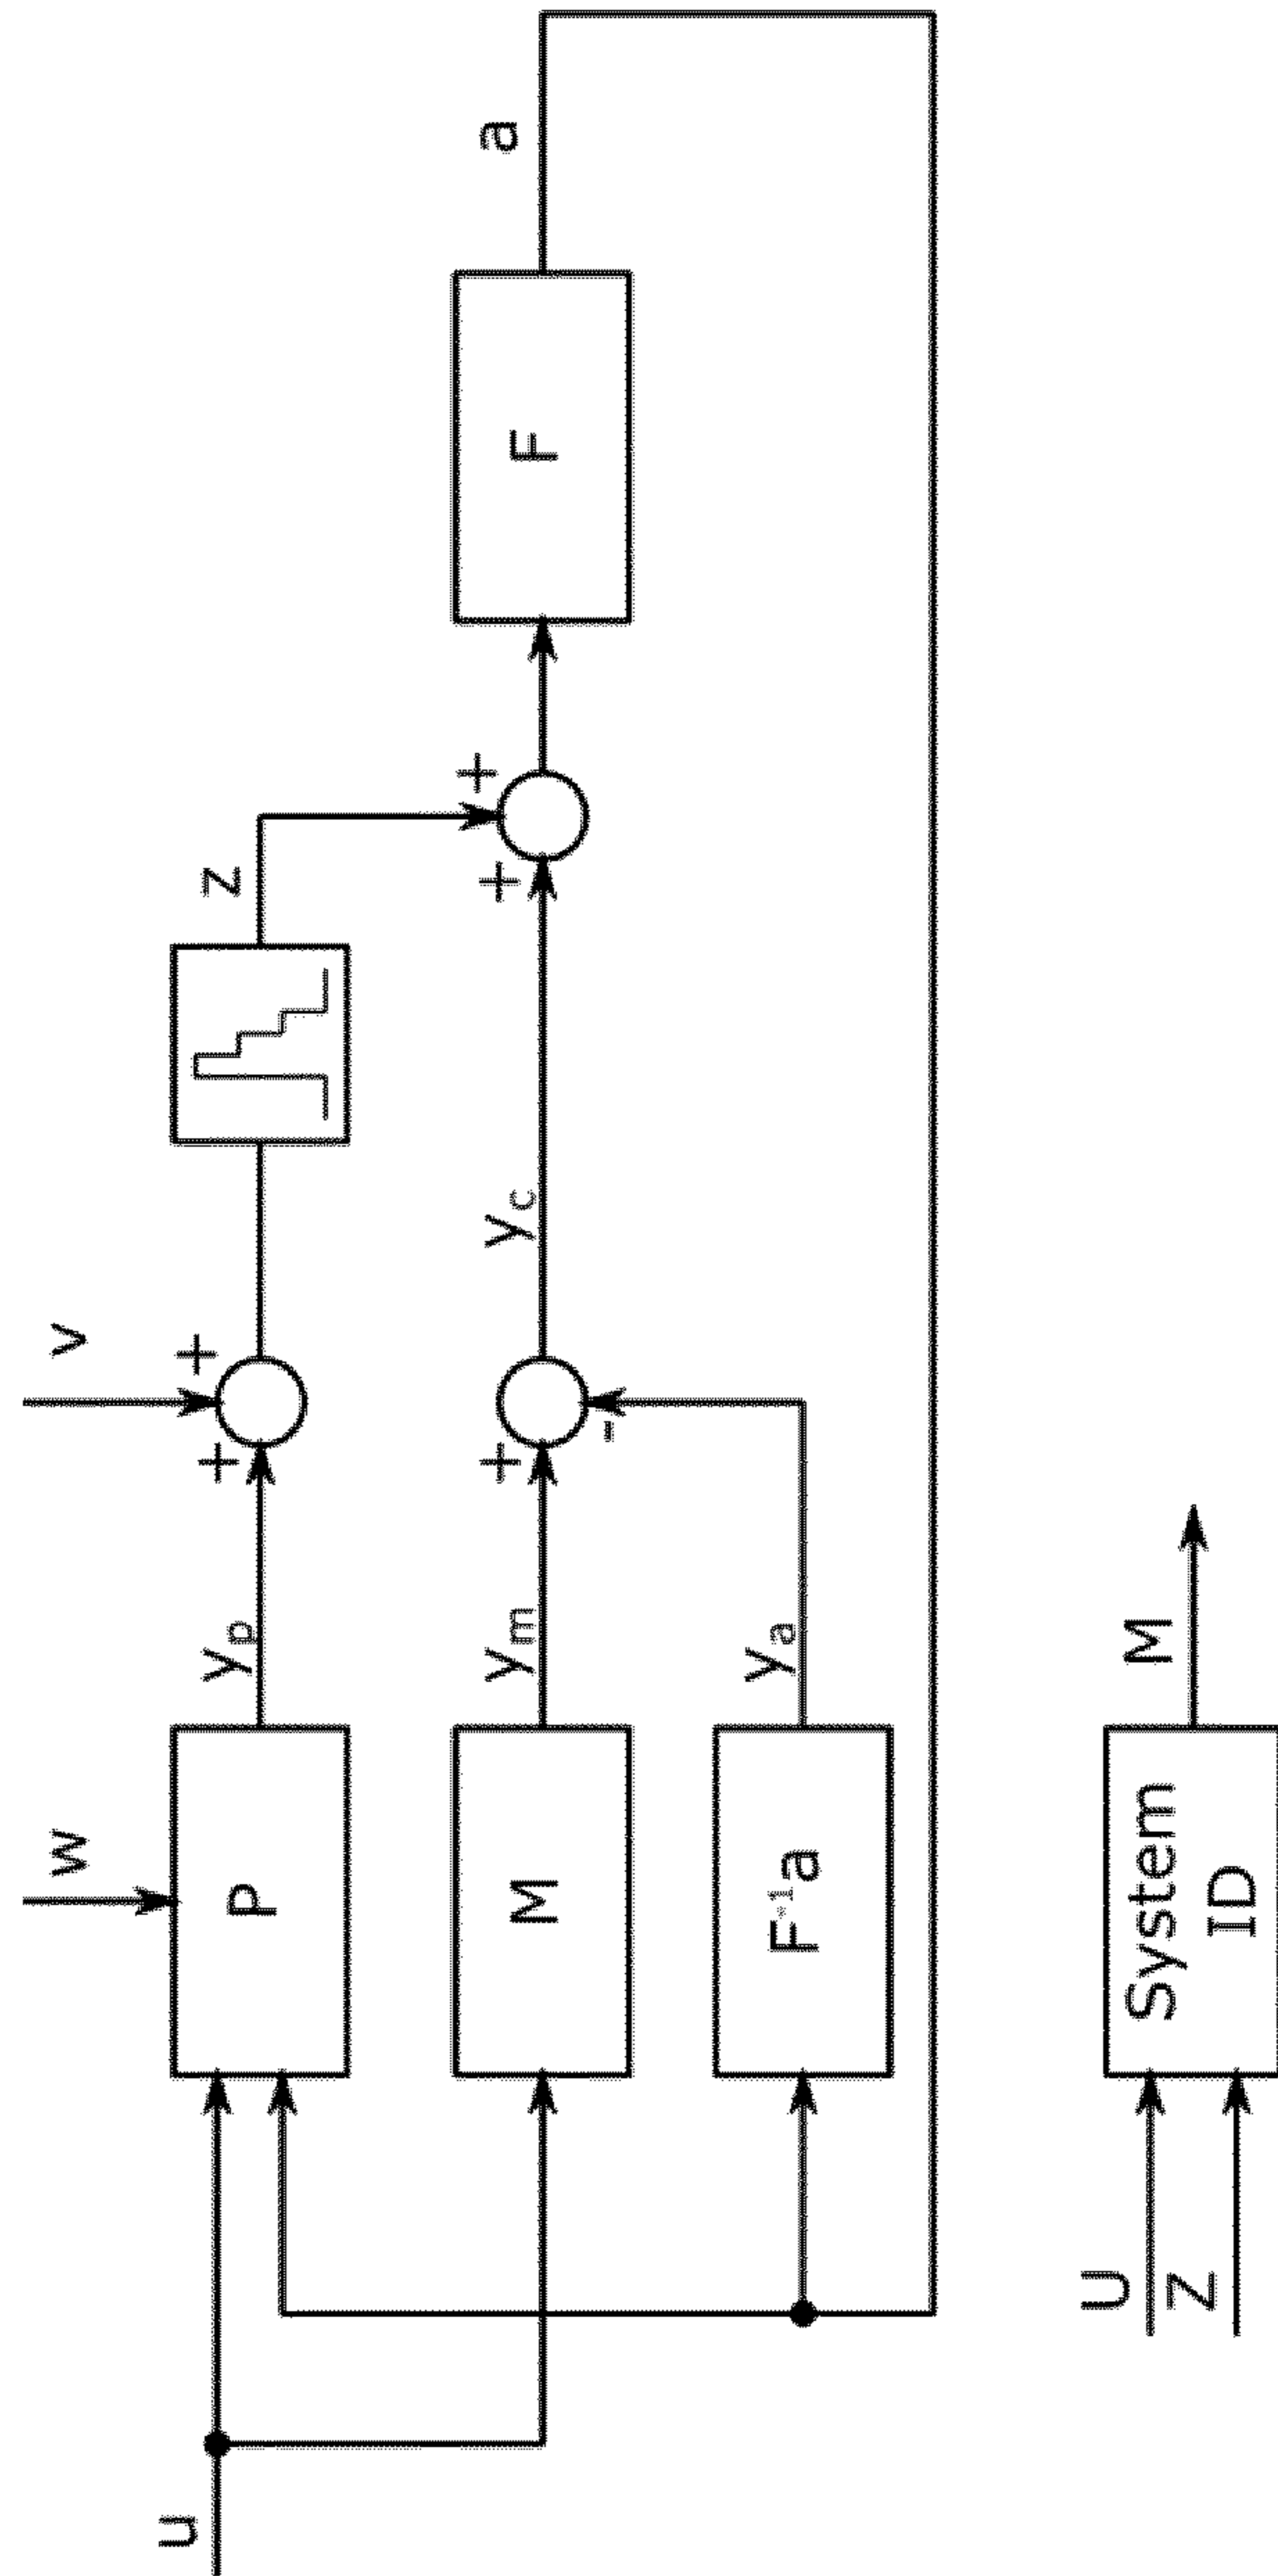 w
v
u
P
y_p
+
+
z
M
y_m
+
-
y_c
+
+
F
a
F⁻¹a
y_a
U
Z
System
ID
M